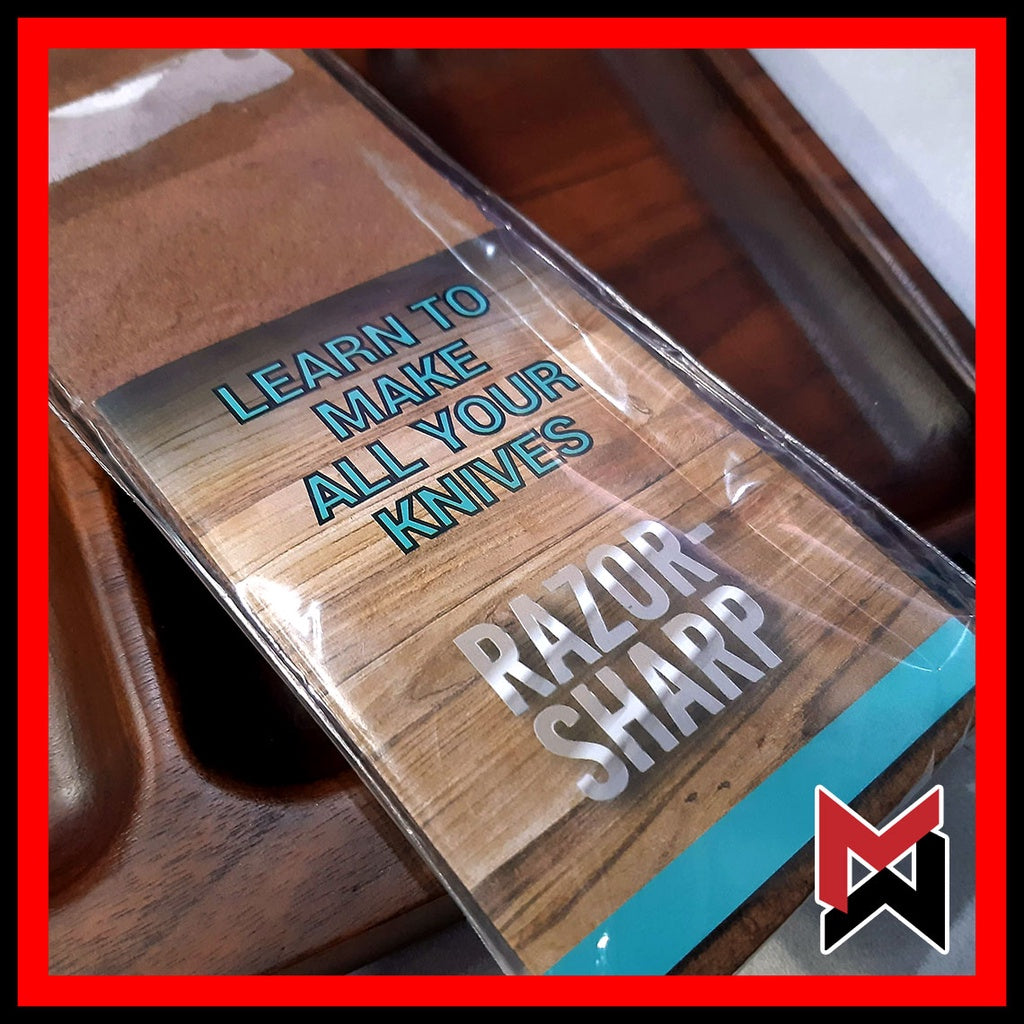 LEARN TO
MAKE
ALL YOUR
KNIVES
RAZOR-
SHARP